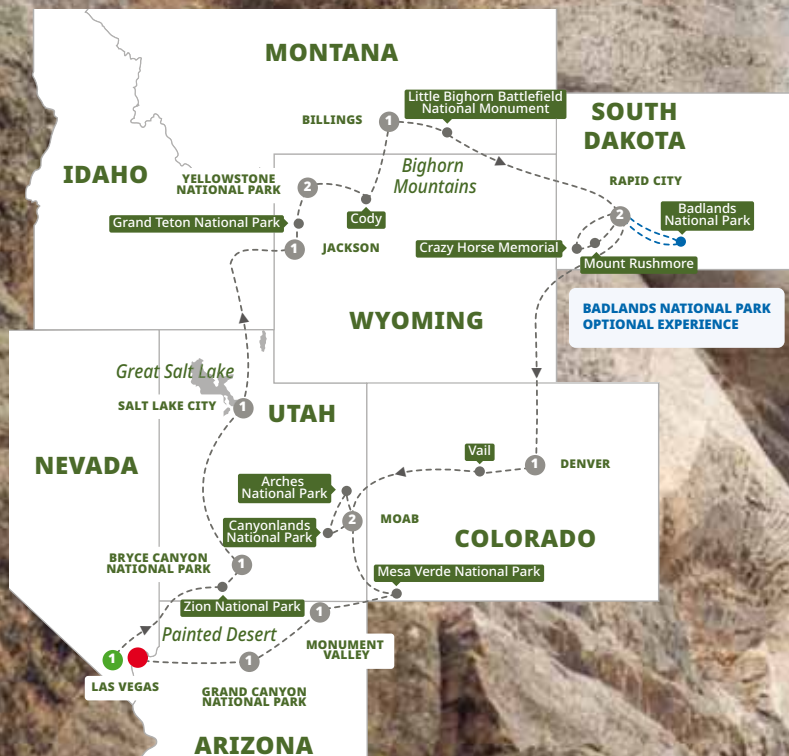 MONTANA
Little Bighorn Battlefield
National Monument
BILLINGS
1
SOUTH
DAKOTA
IDAHO
YELLOWSTONE
NATIONAL PARK
2
Bighorn
Mountains
RAPID CITY
2
Cody
Badlands
National Park
Grand Teton National Park
1
JACKSON
Crazy Horse Memorial
Mount Rushmore
WYOMING
BADLANDS NATIONAL PARK
OPTIONAL EXPERIENCE
Great Salt Lake
SALT LAKE CITY
1
UTAH
NEVADA
Vail
1
DENVER
Arches
National Park
Canyonlands
National Park
2
MOAB
COLORADO
BRYCE CANYON
NATIONAL PARK
1
Mesa Verde National Park
Zion National Park
1
Painted Desert
MONUMENT
VALLEY
1
1
LAS VEGAS
GRAND CANYON
NATIONAL PARK
ARIZONA